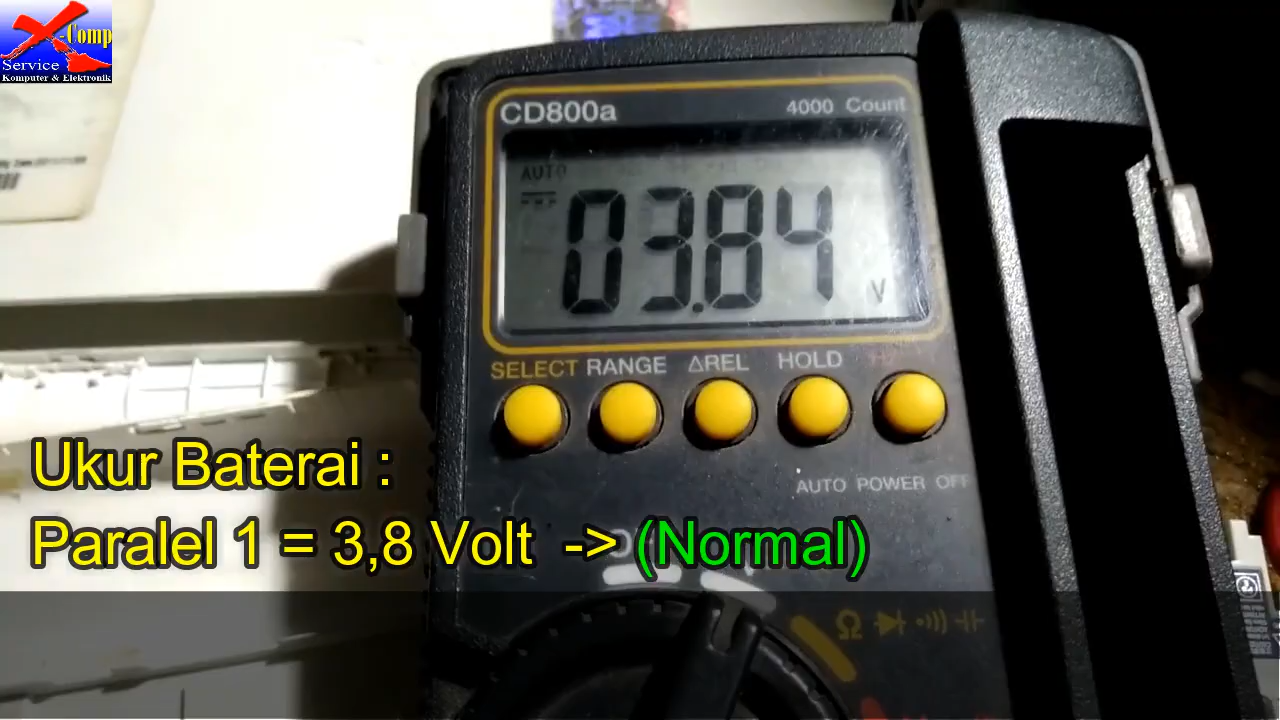 X-Comp
Service
Komputer & Elektronik
CD800a
4000 Count
AUTO
03.84
V
SELECT RANGE ΔREL HOLD
AUTO POWER OFF
Ukur Baterai :
Paralel 1 = 3,8 Volt -> (Normal)
Ω